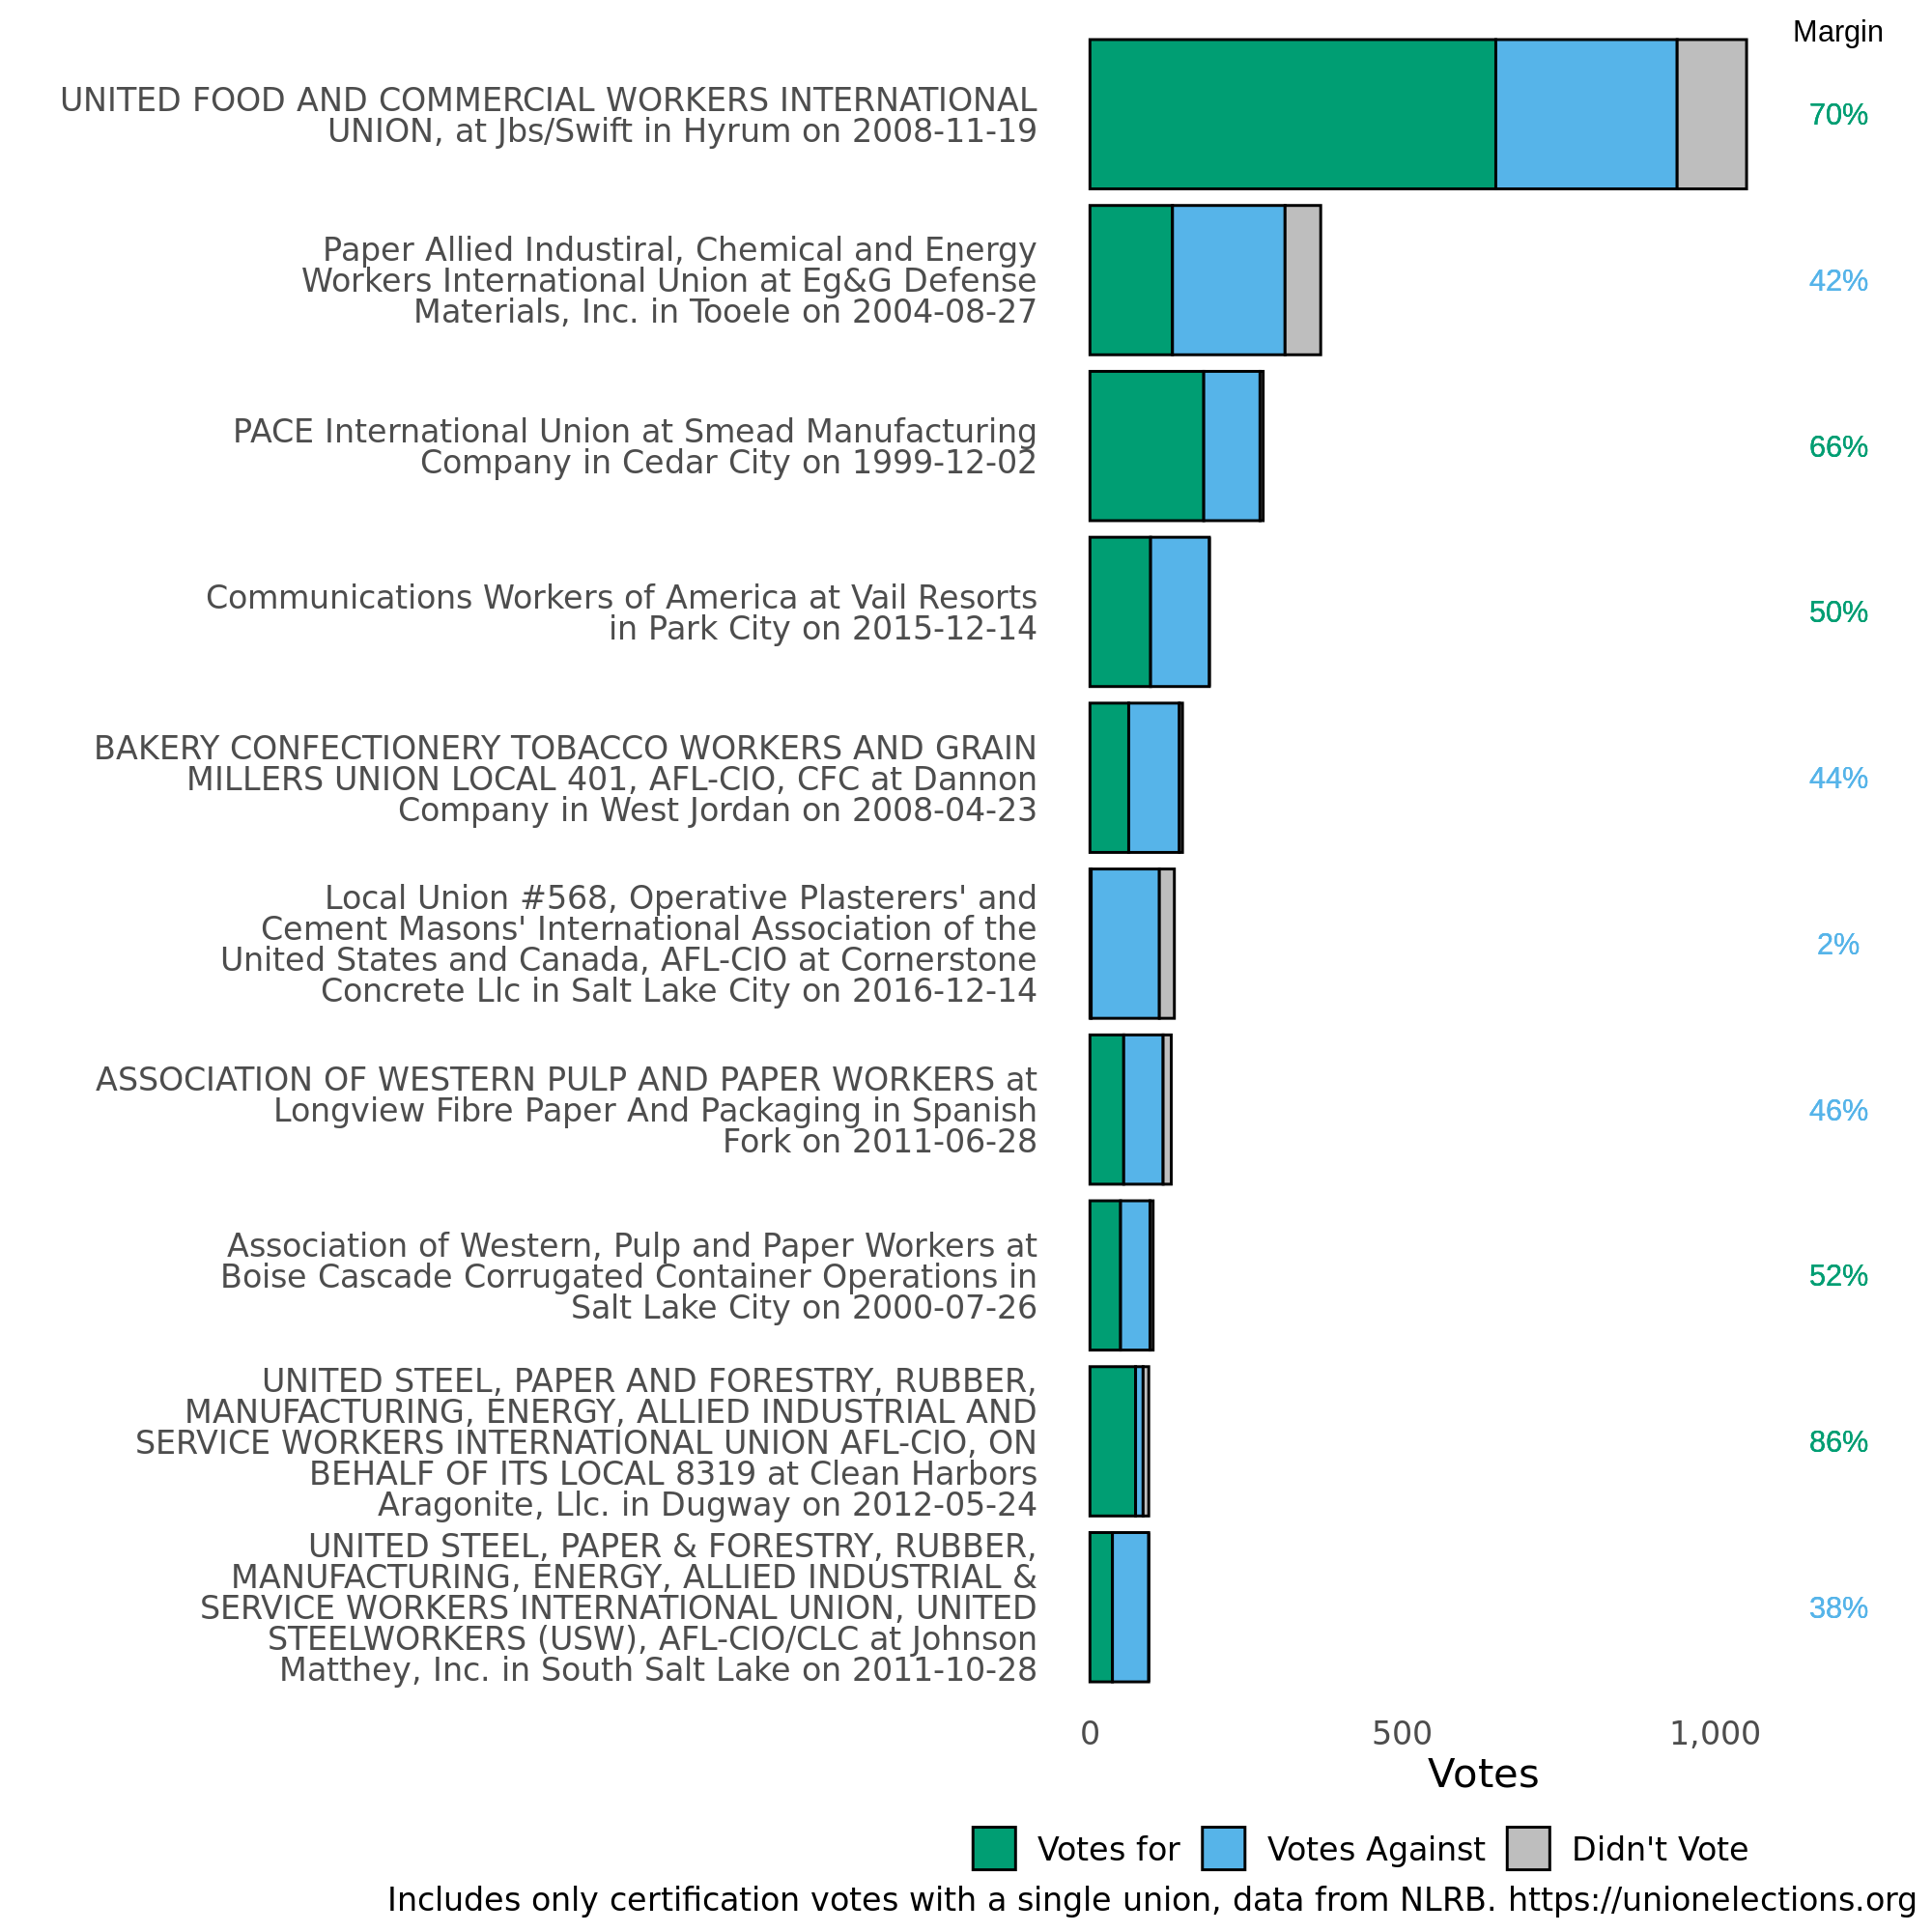 Margin
UNITED FOOD AND COMMERCIAL WORKERS INTERNATIONAL
UNION, at Jbs/Swift in Hyrum on 2008-11-19
70%
Paper Allied Industiral, Chemical and Energy
Workers International Union at Eg&G Defense
Materials, Inc. in Tooele on 2004-08-27
42%
PACE International Union at Smead Manufacturing
Company in Cedar City on 1999-12-02
66%
Communications Workers of America at Vail Resorts
in Park City on 2015-12-14
50%
BAKERY CONFECTIONERY TOBACCO WORKERS AND GRAIN
MILLERS UNION LOCAL 401, AFL-CIO, CFC at Dannon
Company in West Jordan on 2008-04-23
44%
Local Union #568, Operative Plasterers' and
Cement Masons' International Association of the
United States and Canada, AFL-CIO at Cornerstone
Concrete Llc in Salt Lake City on 2016-12-14
2%
ASSOCIATION OF WESTERN PULP AND PAPER WORKERS at
Longview Fibre Paper And Packaging in Spanish
Fork on 2011-06-28
46%
Association of Western, Pulp and Paper Workers at
Boise Cascade Corrugated Container Operations in
Salt Lake City on 2000-07-26
52%
UNITED STEEL, PAPER AND FORESTRY, RUBBER,
MANUFACTURING, ENERGY, ALLIED INDUSTRIAL AND
SERVICE WORKERS INTERNATIONAL UNION AFL-CIO, ON
BEHALF OF ITS LOCAL 8319 at Clean Harbors
Aragonite, Llc. in Dugway on 2012-05-24
86%
UNITED STEEL, PAPER & FORESTRY, RUBBER,
MANUFACTURING, ENERGY, ALLIED INDUSTRIAL &
SERVICE WORKERS INTERNATIONAL UNION, UNITED
STEELWORKERS (USW), AFL-CIO/CLC at Johnson
Matthey, Inc. in South Salt Lake on 2011-10-28
38%
0 500 1,000
Votes
Votes for Votes Against Didn't Vote
Includes only certification votes with a single union, data from NLRB. https://unionelections.org